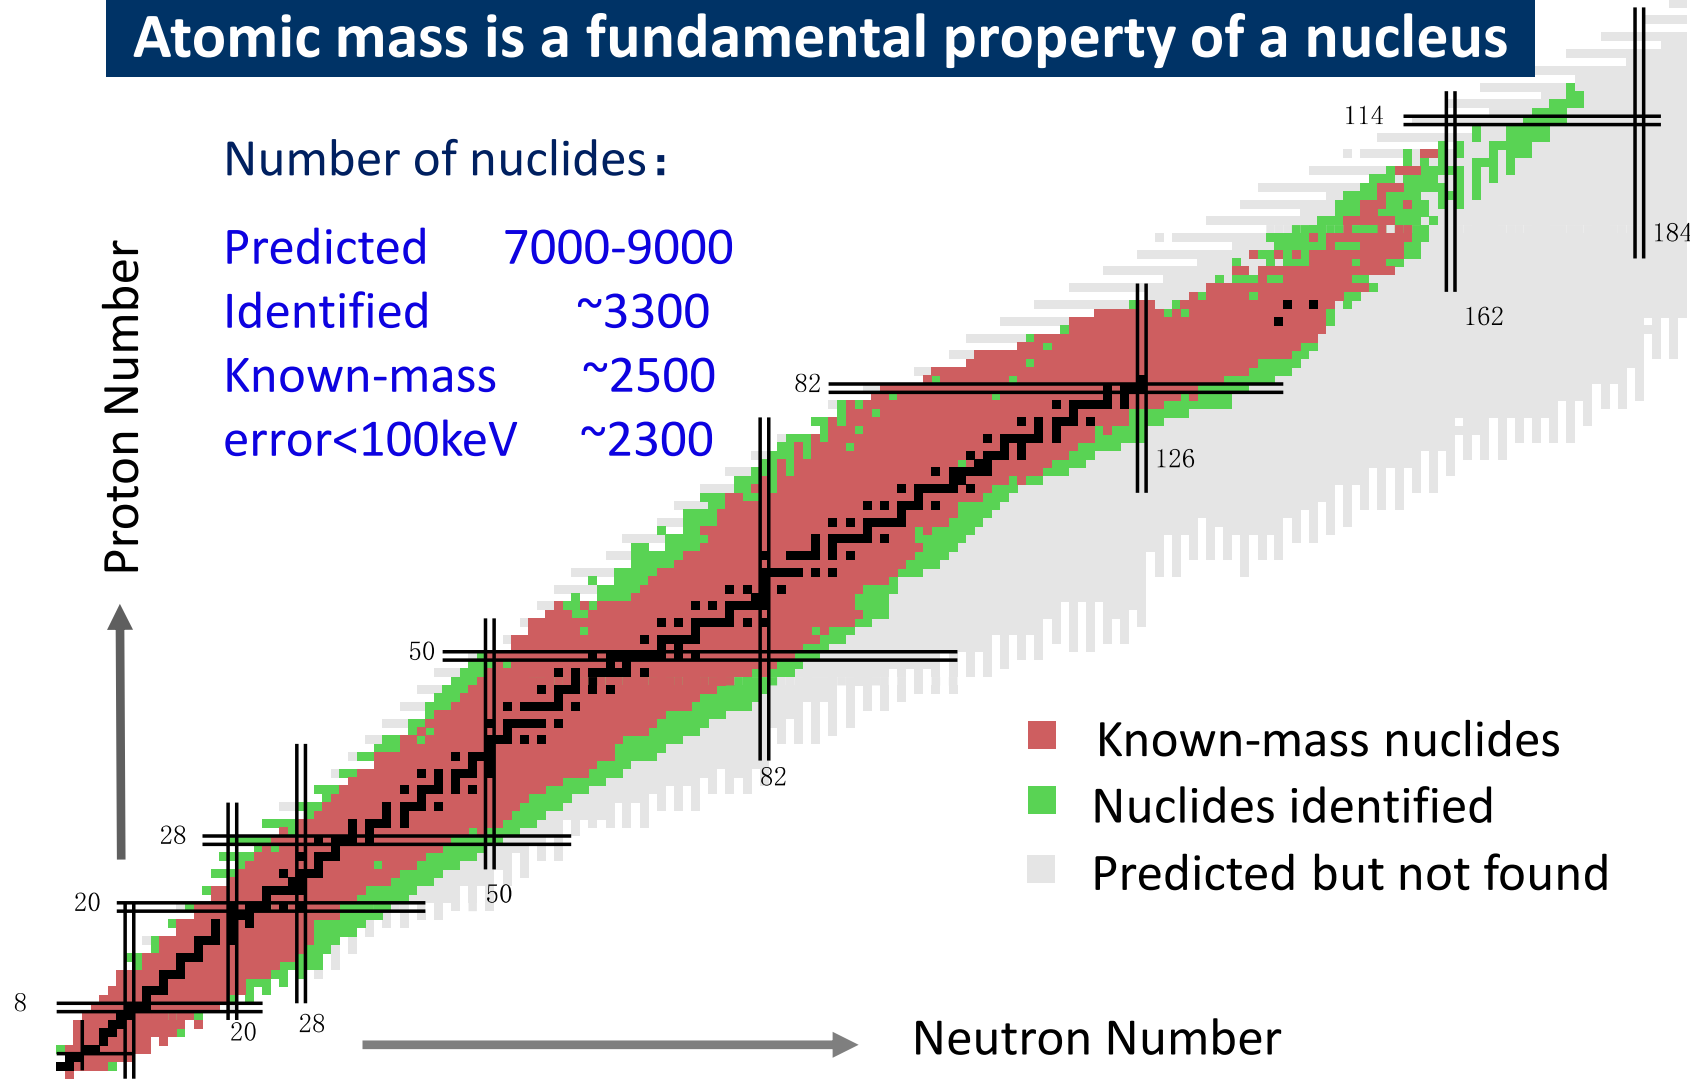 Atomic mass is a fundamental property of a nucleus
Number of nuclides:
Predicted 7000-9000
Identified ~3300
Known-mass ~2500
error<100keV ~2300
Proton Number
114
184
162
82
126
50
82
28
50
20
8
20
28
Known-mass nuclides
Nuclides identified
Predicted but not found
Neutron Number